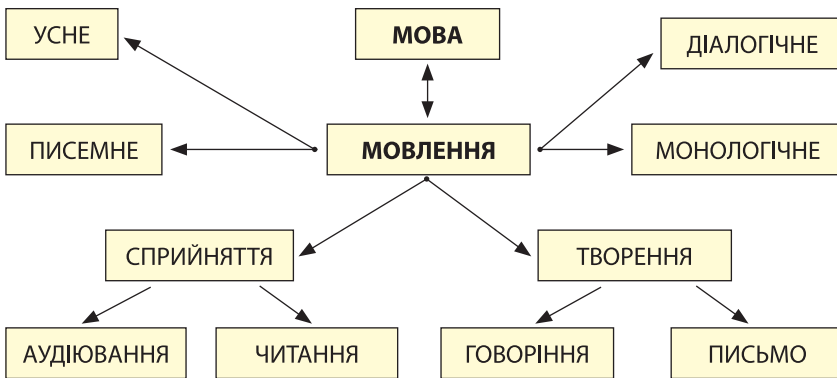 УСНЕ
МОВА
ДІАЛОГІЧНЕ
ПИСЕМНЕ
МОВЛЕННЯ
МОНОЛОГІЧНЕ
СПРИЙНЯТТЯ
ТВОРЕННЯ
АУДІЮВАННЯ
ЧИТАННЯ
ГОВОРІННЯ
ПИСЬМО